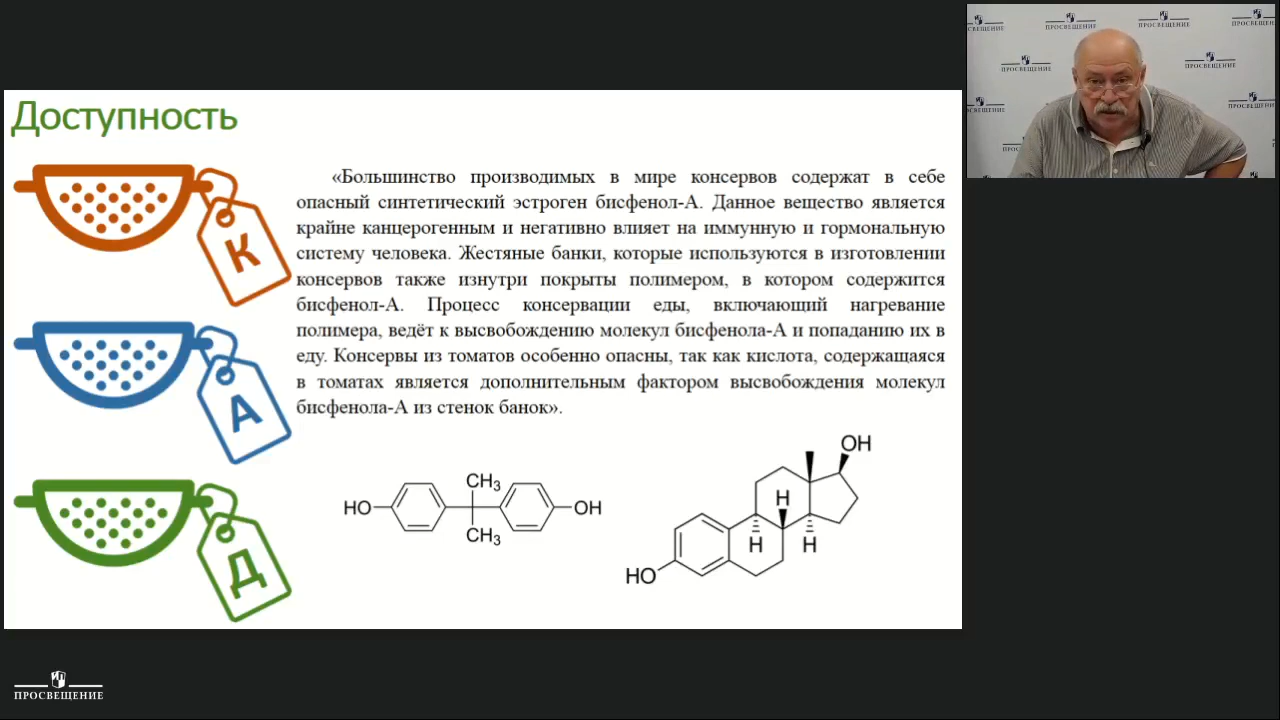 Доступность
«Большинство производимых в мире консервов содержат в себе
опасный синтетический эстроген бисфенол-А. Данное вещество является
крайне канцерогенным и негативно влияет на иммунную и гормональную
систему человека. Жестяные банки, которые используются в изготовлении
консервов также изнутри покрыты полимером, в котором содержится
бисфенол-А. Процесс консервации еды, включающий нагревание
полимера, ведёт к высвобождению молекул бисфенола-А и попаданию их в
еду. Консервы из томатов особенно опасны, так как кислота, содержащаяся
в томатах является дополнительным фактором высвобождения молекул
бисфенола-А из стенок банок».
К
А
Д
HO
CH3
CH3
OH
OH
H
H
H
HO
ПРОСВЕЩЕНИЕ
ПРОСВЕЩЕНИЕ
ПРОСВЕЩЕНИЕ
ПРОСВЕЩЕНИЕ
ПРОСВЕЩЕНИЕ